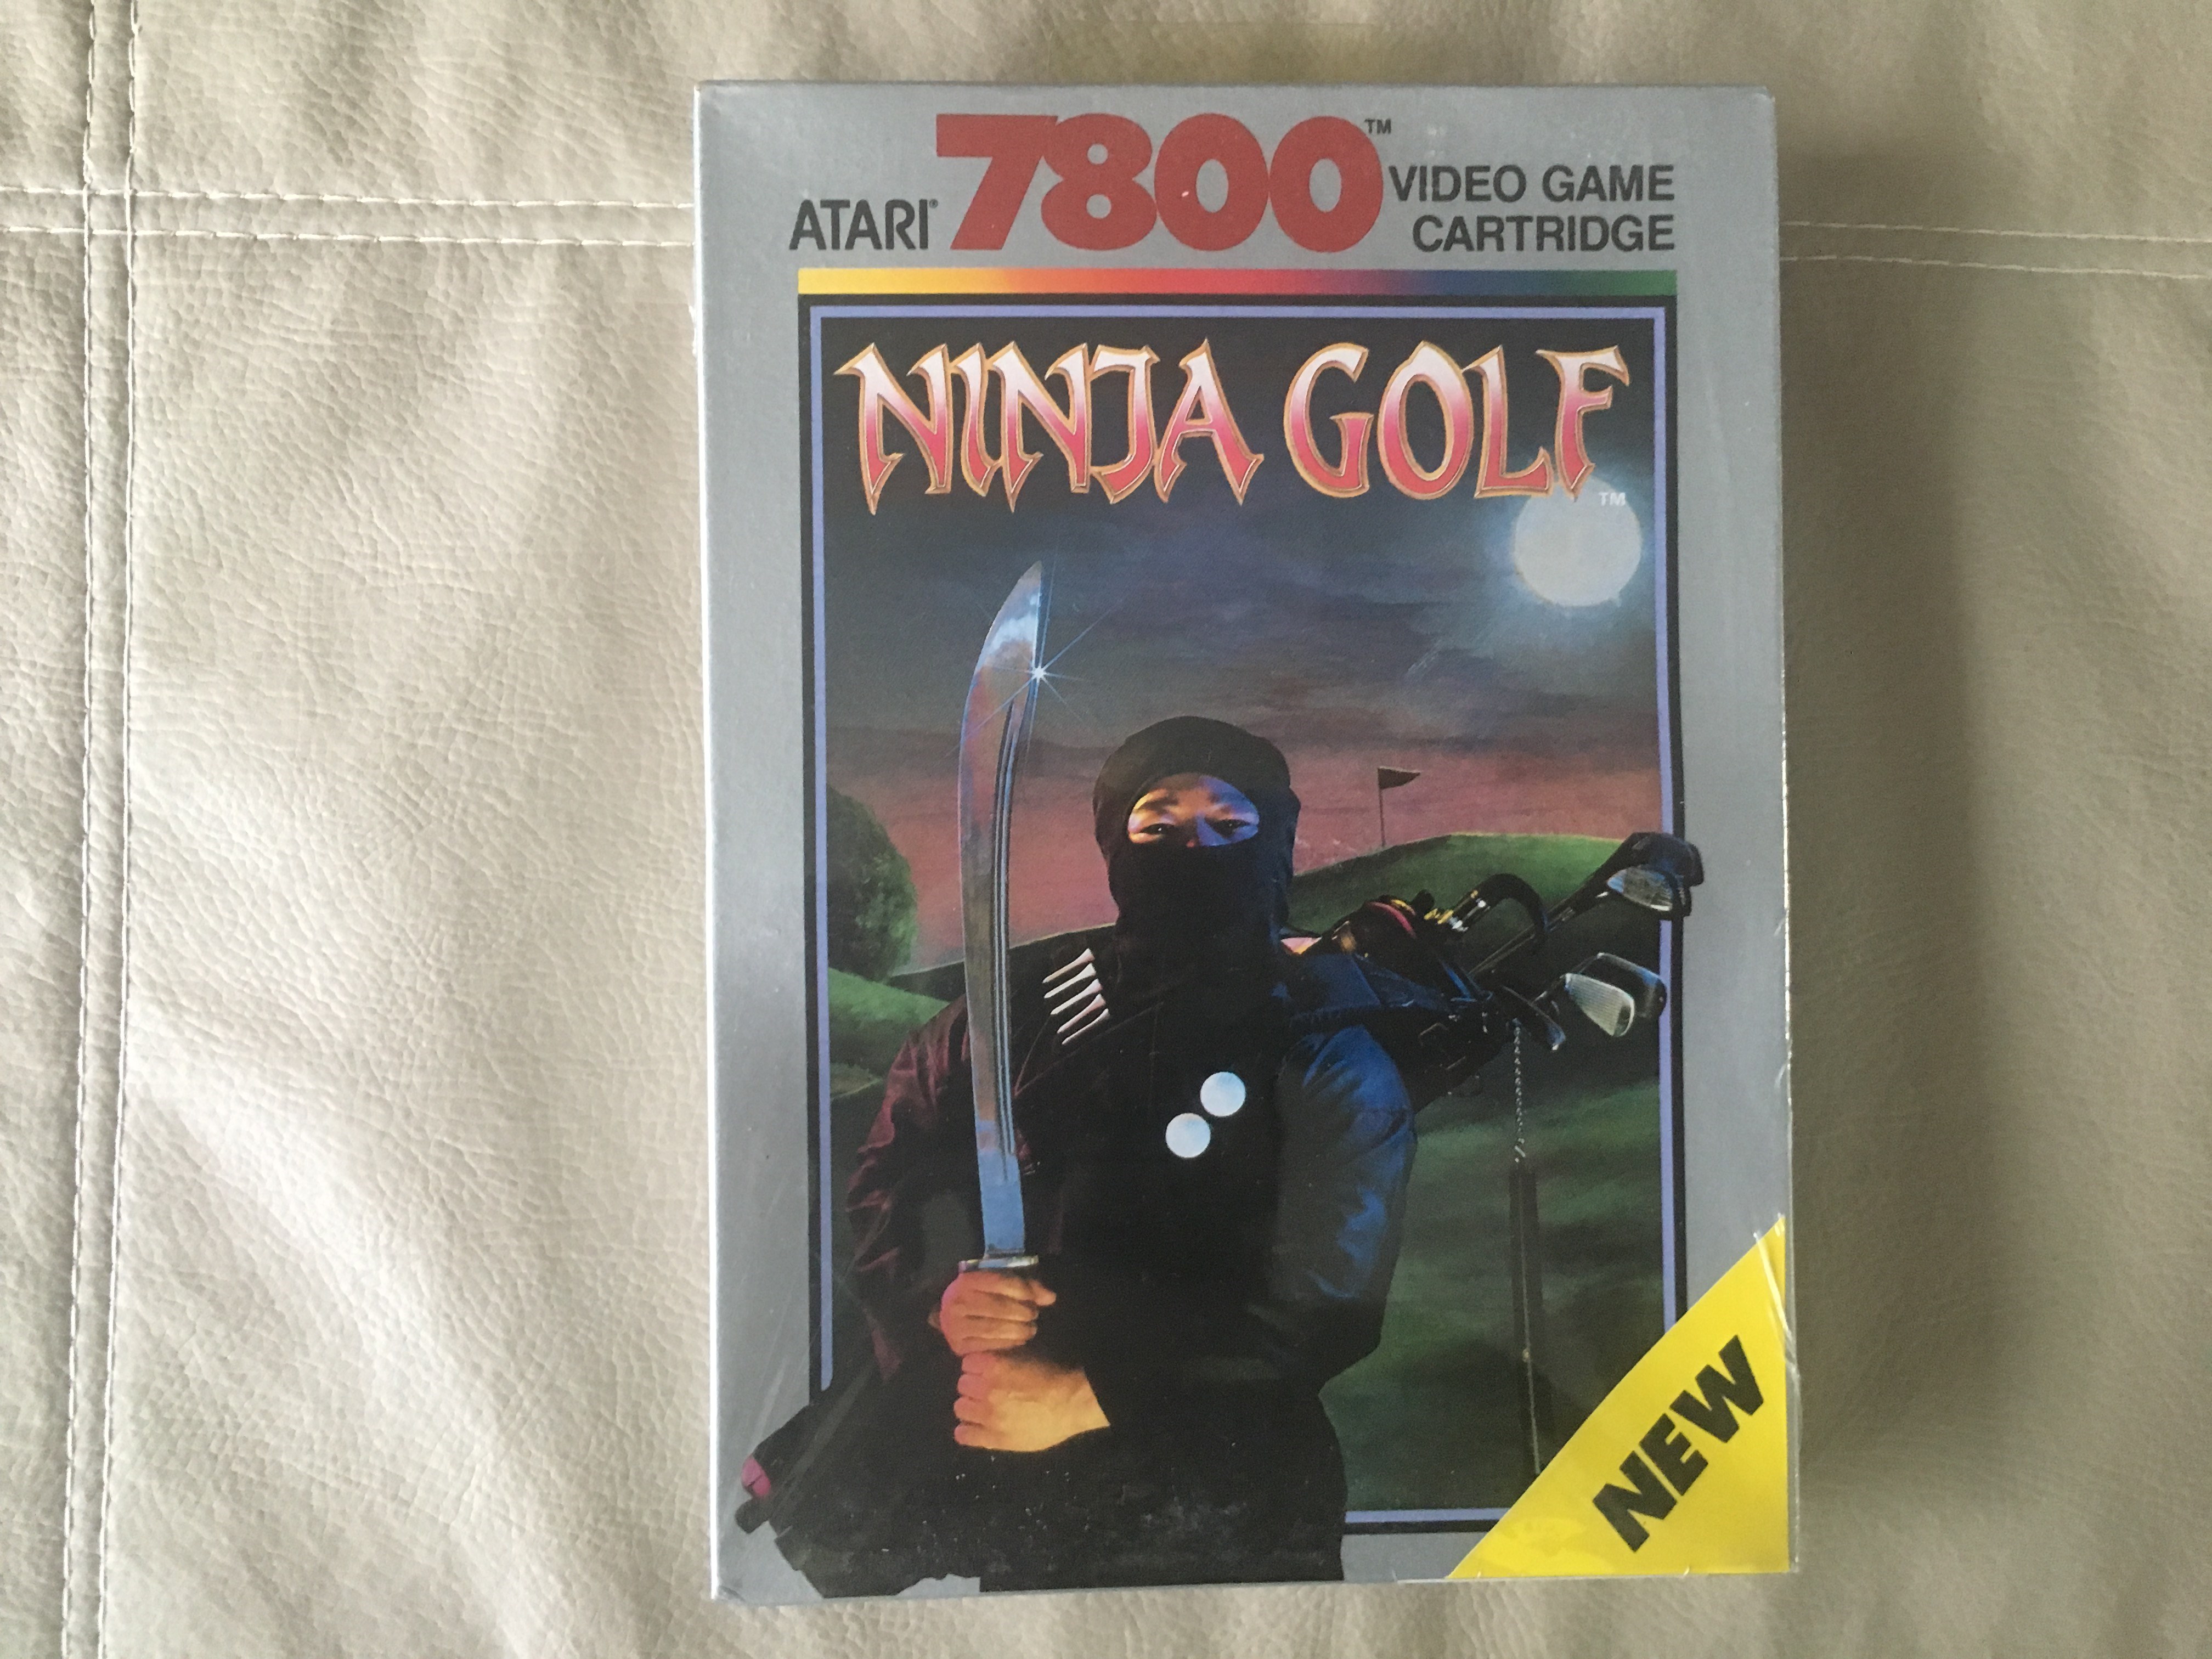 ATARI® 7800™ VIDEO GAME
CARTRIDGE
NINJA GOLF™
NEW